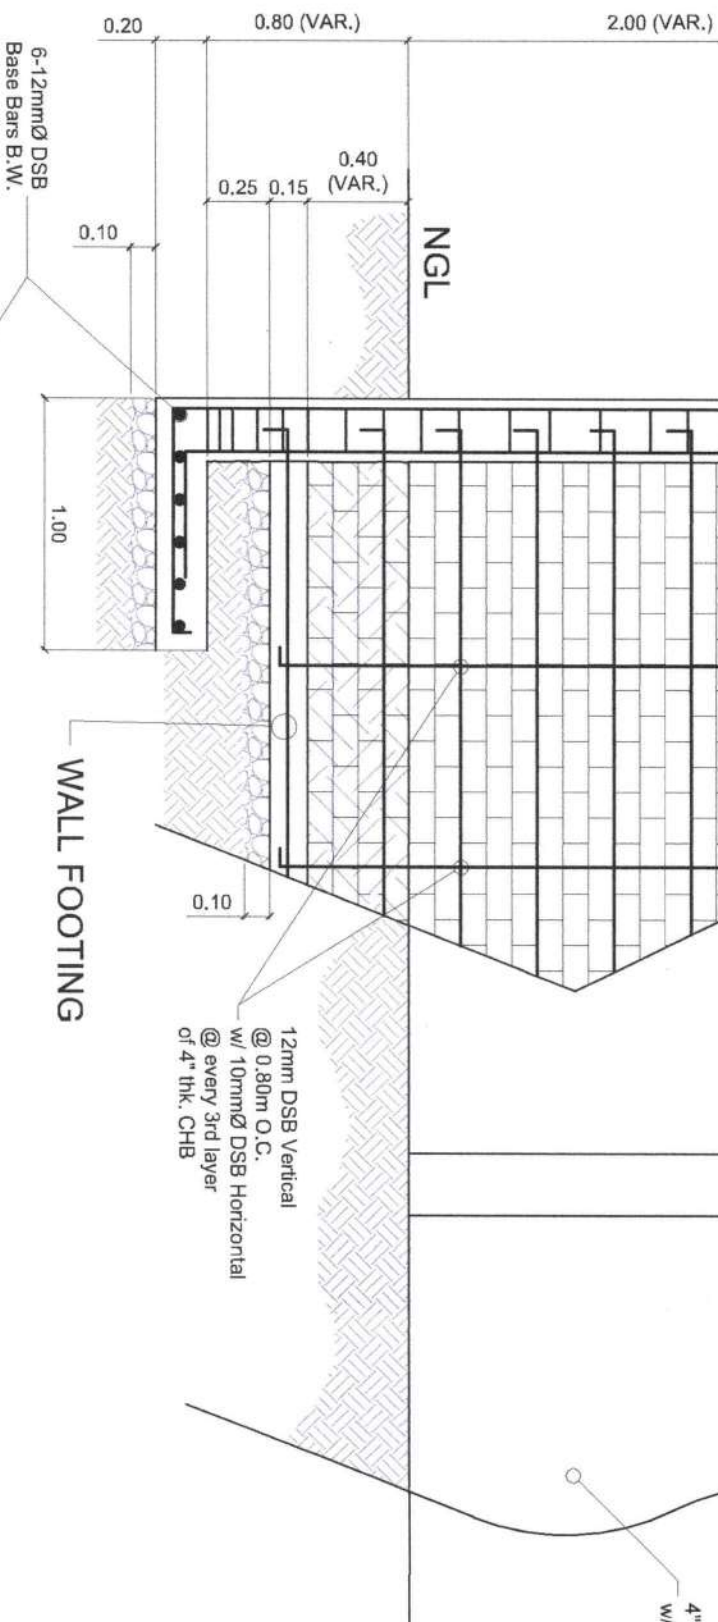 0.20
0.80 (VAR.)
2.00 (VAR.)
0.40
(VAR.)
0.25
0.15
0.10
NGL
6-12mmØ DSB
Base Bars B.W.
1.00
WALL FOOTING
0.10
12mm DSB Vertical
@ 0.80m O.C.
w/ 10mmØ DSB Horizontal
@ every 3rd layer
of 4" thk. CHB
4"
w/